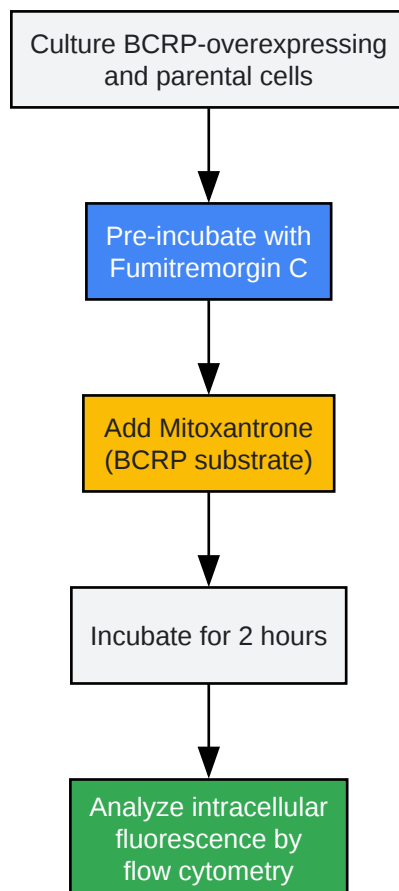 Culture BCRP-overexpressing
and parental cells
Pre-incubate with
Fumitremorgin C
Add Mitoxantrone
(BCRP substrate)
Incubate for 2 hours
Analyze intracellular
fluorescence by
flow cytometry